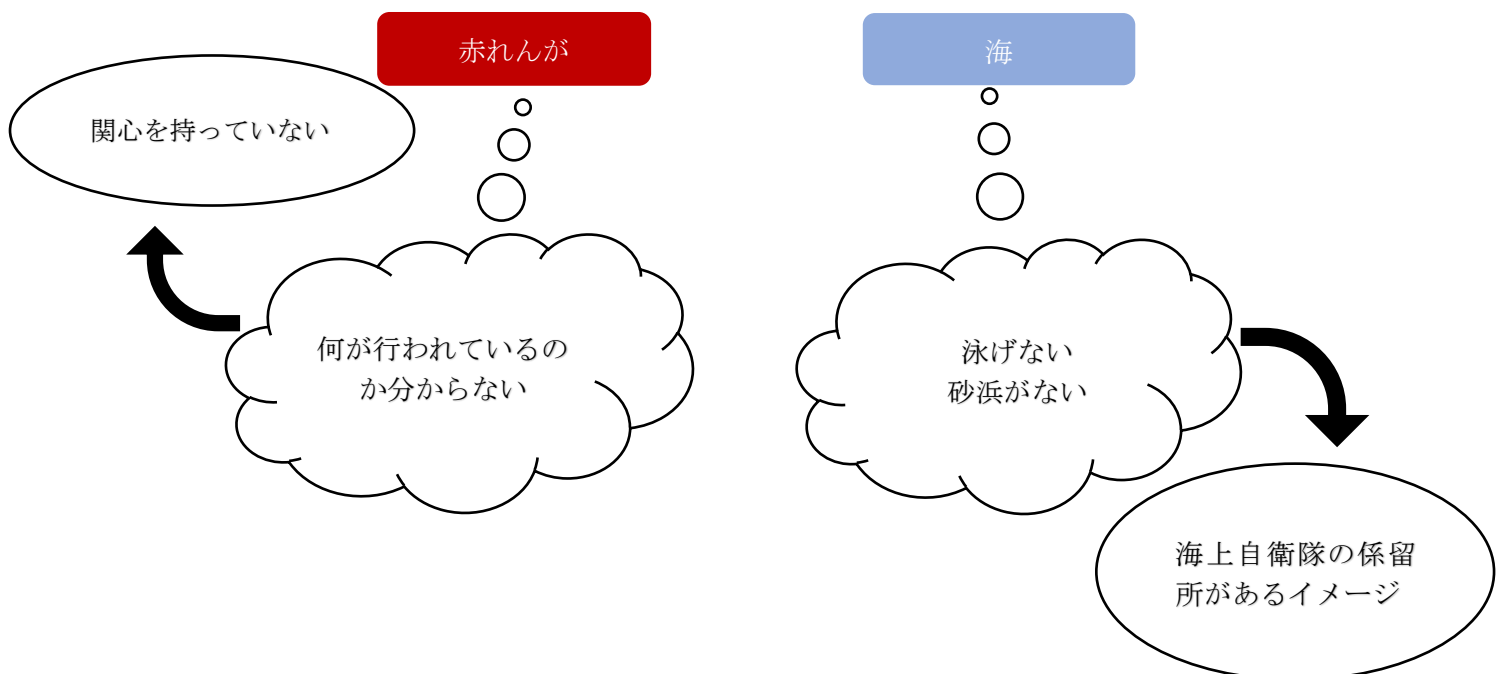 赤れんが
海
関心を持っていない
何が行われているの
か分からない
泳げない
砂浜がない
海上自衛隊の係留
所があるイメージ